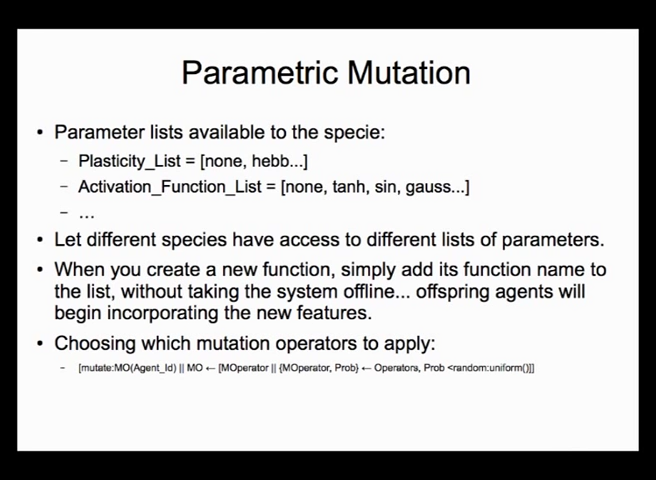 Parametric Mutation
• Parameter lists available to the specie:
– Plasticity_List = [none, hebb...]
– Activation_Function_List = [none, tanh, sin, gauss...]
– ...
• Let different species have access to different lists of parameters.
• When you create a new function, simply add its function name to
the list, without taking the system offline... offspring agents will
begin incorporating the new features.
• Choosing which mutation operators to apply:
– [mutate:MO(Agent_Id) || MO ← [MOperator || {MOperator, Prob} ← Operators, Prob <random:uniform()]]